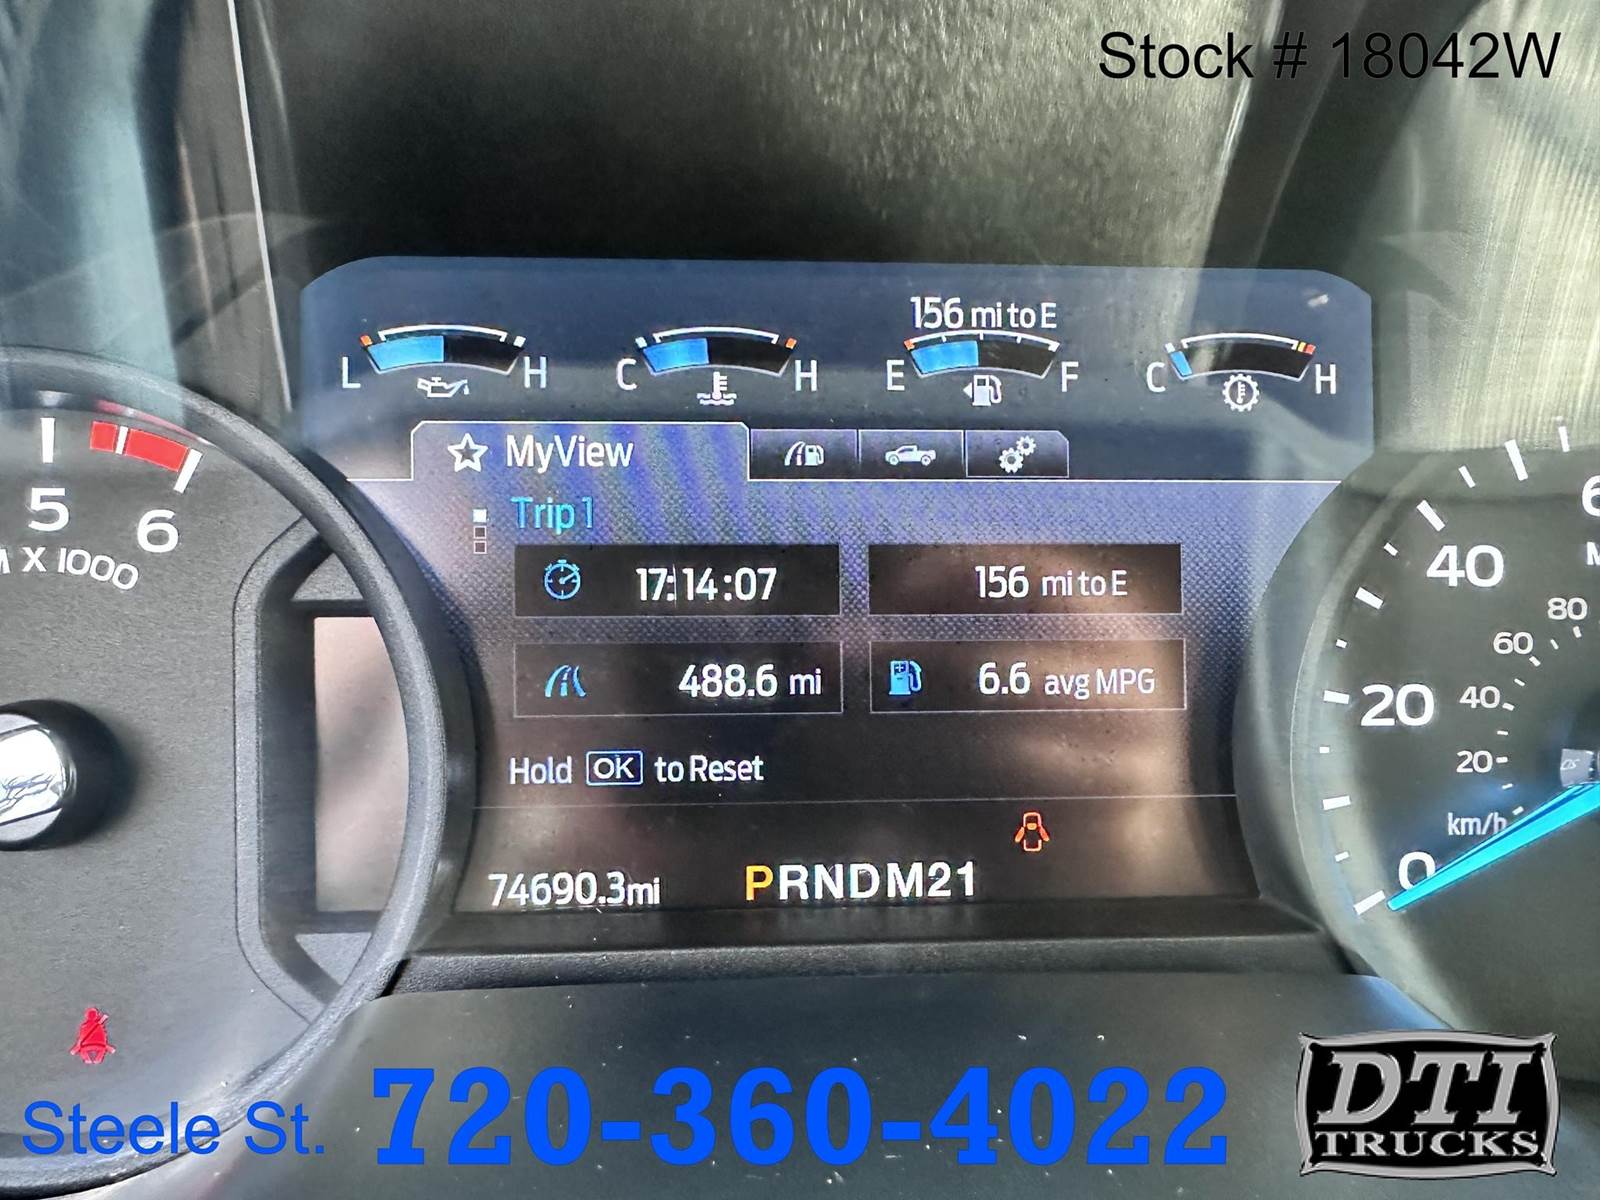 Stock # 18042W
156 mi to E
L H C H E F C H
MyView
Trip 1
17:14:07
156 mi to E
488.6 mi
6.6 avg MPG
Hold OK to Reset
74690.3mi
PRNDM21
5 6
X 1000
0 20 40
20 40 60 80
km/h
Steele St. 720-360-4022
DTI
TRUCKS